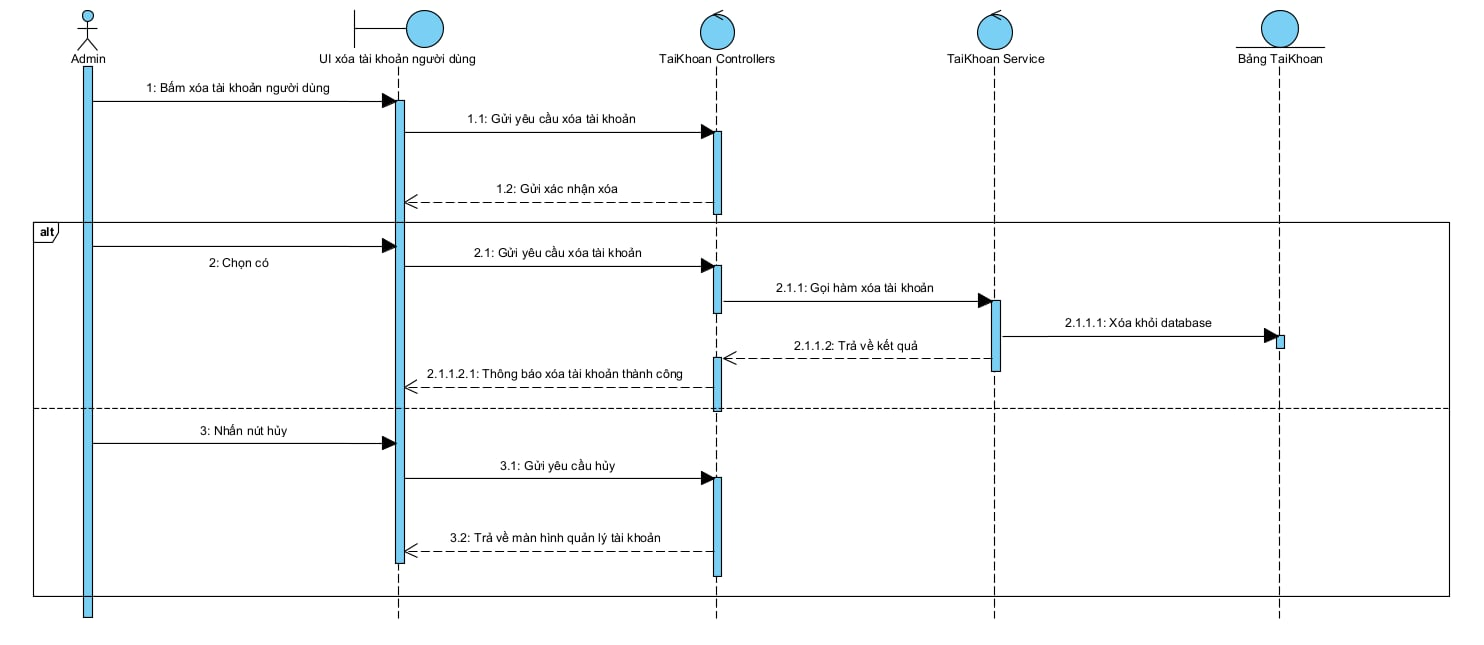 Admin
UI xóa tài khoản người dùng
TaiKhoan Controllers
TaiKhoan Service
Bảng TaiKhoan
1: Bấm xóa tài khoản người dùng
1.1: Gửi yêu cầu xóa tài khoản
1.2: Gửi xác nhận xóa
alt
2: Chọn có
2.1: Gửi yêu cầu xóa tài khoản
2.1.1: Gọi hàm xóa tài khoản
2.1.1.1: Xóa khỏi database
2.1.1.2: Trả về kết quả
2.1.1.2.1: Thông báo xóa tài khoản thành công
3: Nhấn nút hủy
3.1: Gửi yêu cầu hủy
3.2: Trả về màn hình quản lý tài khoản